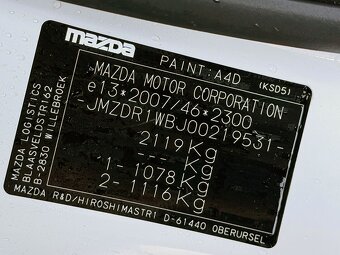 mazda
PAINT:A4D (KSD5)
MAZDA MOTOR CORPORATION
e13*2007/46*2300
-JMZDR1WBJ00219531-
2119Kg
--- Kg
1-1078Kg
2-1116Kg
MAZDA LOGISTICS
BLAASVELDSTR162
B-2830 WILLEBROEK
MAZDA R&D/HIROSHIMASTR1 D-61440 OBERURSEL